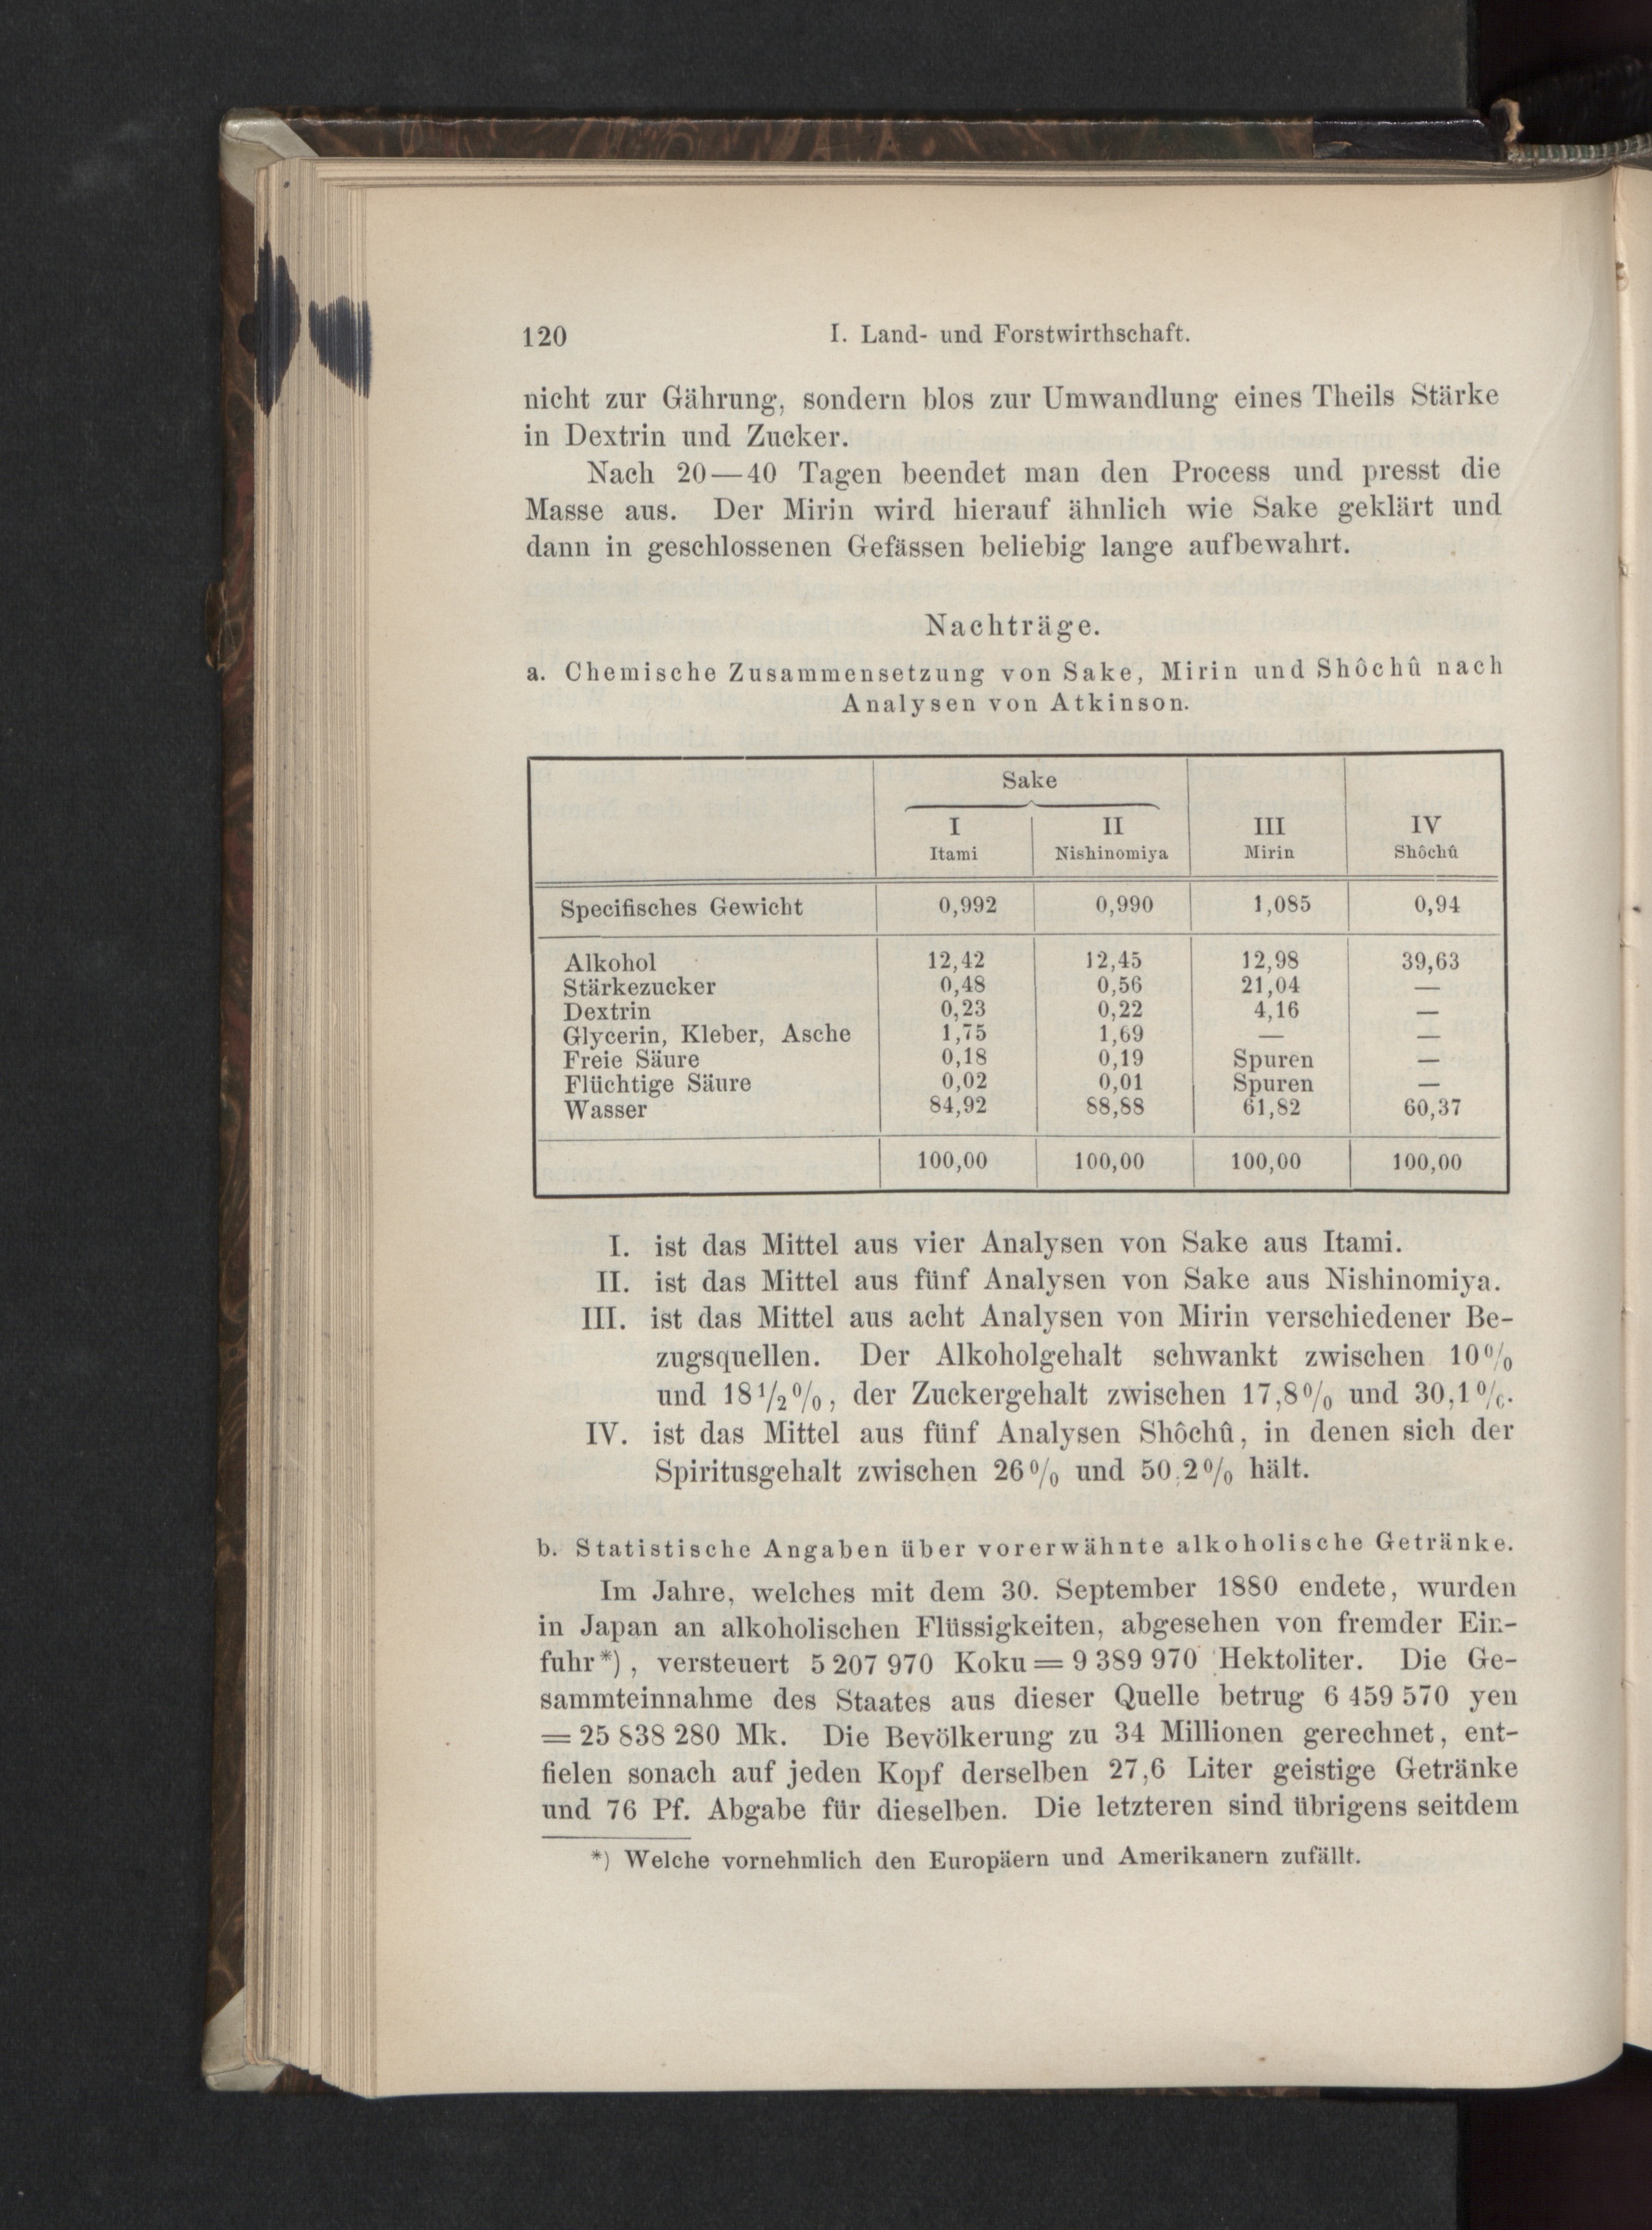 120 I. Land- und Forstwirthschaft.
nicht zur Gährung, sondern blos zur Umwandlung eines Theils Stärke
in Dextrin und Zucker.
Nach 20—40 Tagen beendet man den Process und presst die
Masse aus. Der Mirin wird hierauf ähnlich wie Sake geklärt und
dann in geschlossenen Gefässen beliebig lange aufbewahrt.
Nachträge.
a. Chemische Zusammensetzung von Sake, Mirin und Shôchû nach
Analysen von Atkinson.
Sake
I II III IV
Itami Nishinomiya Mirin Shôchû
Specifisches Gewicht 0,992 0,990 1,085 0,94
Alkohol 12,42 12,45 12,98 39,63
Stärkezucker 0,48 0,56 21,04 —
Dextrin 0,23 0,22 4,16 —
Glycerin, Kleber, Asche 1,75 1,69 — —
Freie Säure 0,18 0,19 Spuren —
Flüchtige Säure 0,02 0,01 Spuren —
Wasser 84,92 88,88 61,82 60,37
100,00 100,00 100,00 100,00
I. ist das Mittel aus vier Analysen von Sake aus Itami.
II. ist das Mittel aus fünf Analysen von Sake aus Nishinomiya.
III. ist das Mittel aus acht Analysen von Mirin verschiedener Be-
zugsquellen. Der Alkoholgehalt schwankt zwischen 10%
und 18 1/2 %, der Zuckergehalt zwischen 17,8% und 30,1%.
IV. ist das Mittel aus fünf Analysen Shôchû, in denen sich der
Spiritusgehalt zwischen 26% und 50,2% hält.
b. Statistische Angaben über vorerwähnte alkoholische Getränke.
Im Jahre, welches mit dem 30. September 1880 endete, wurden
in Japan an alkoholischen Flüssigkeiten, abgesehen von fremder Ein-
fuhr*), versteuert 5 207 970 Koku = 9 389 970 Hektoliter. Die Ge-
sammteinnahme des Staates aus dieser Quelle betrug 6 459 570 yen
= 25 838 280 Mk. Die Bevölkerung zu 34 Millionen gerechnet, ent-
fielen sonach auf jeden Kopf derselben 27,6 Liter geistige Getränke
und 76 Pf. Abgabe für dieselben. Die letzteren sind übrigens seitdem
*) Welche vornehmlich den Europäern und Amerikanern zufällt.